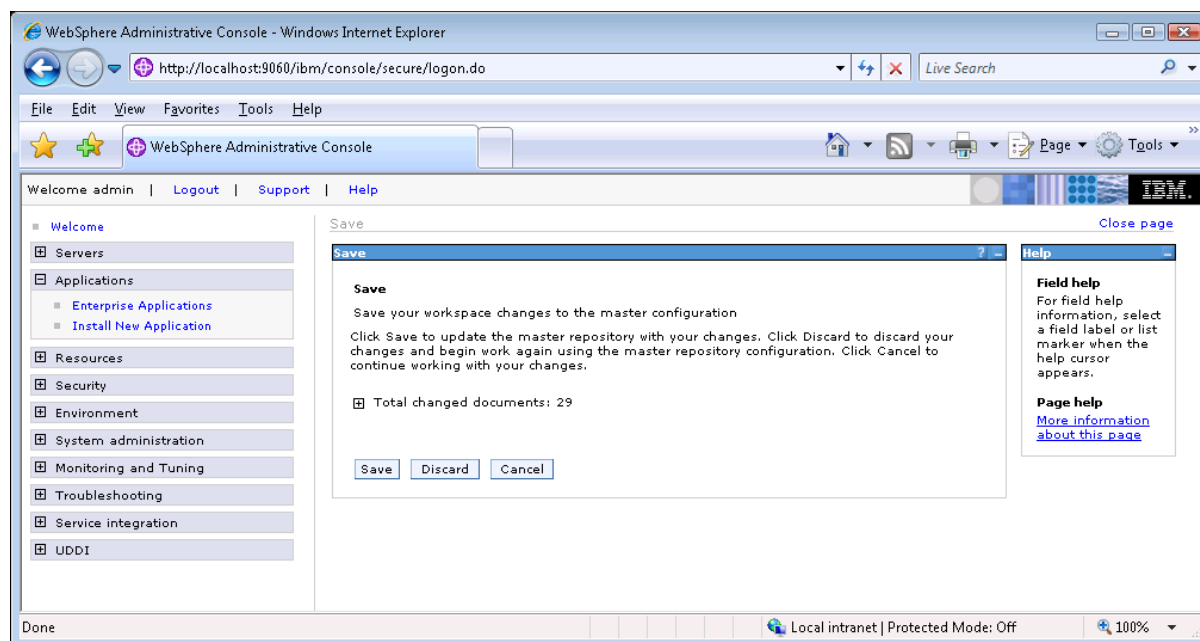 WebSphere Administrative Console - Windows Internet Explorer
http://localhost:9060/ibm/console/secure/logon.do
Live Search
File Edit View Favorites Tools Help
WebSphere Administrative Console
Page Tools
Welcome admin | Logout | Support | Help
IBM.
Welcome
Servers
Applications
Enterprise Applications
Install New Application
Resources
Security
Environment
System administration
Monitoring and Tuning
Troubleshooting
Service integration
UDDI
Save
Close page
Save ? –
Save
Save your workspace changes to the master configuration
Click Save to update the master repository with your changes. Click Discard to discard your
changes and begin work again using the master repository configuration. Click Cancel to
continue working with your changes.
Total changed documents: 29
Save Discard Cancel
Help –
Field help
For field help
information, select
a field label or list
marker when the
help cursor
appears.
Page help
More information
about this page
Done
Local intranet | Protected Mode: Off
100%